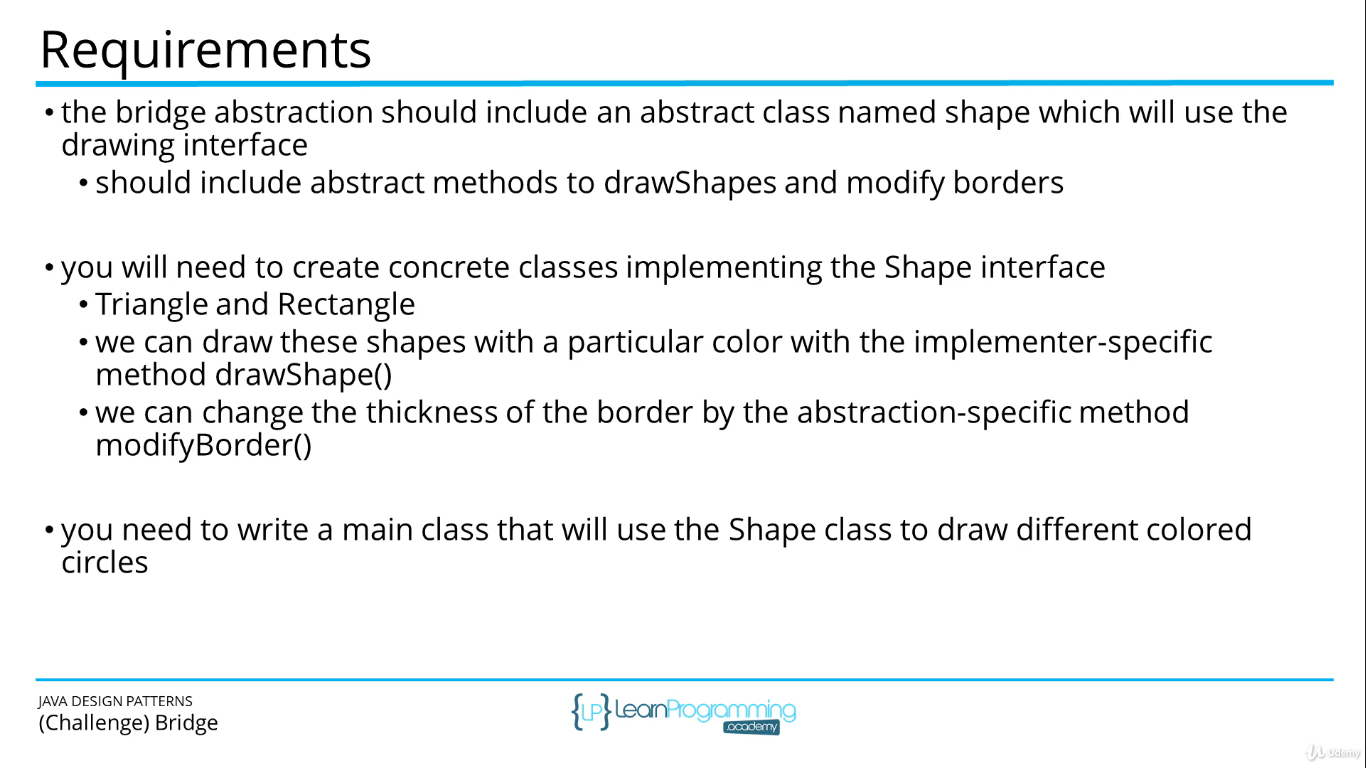 Requirements
• the bridge abstraction should include an abstract class named shape which will use the
drawing interface
• should include abstract methods to drawShapes and modify borders
• you will need to create concrete classes implementing the Shape interface
• Triangle and Rectangle
• we can draw these shapes with a particular color with the implementer-specific
method drawShape()
• we can change the thickness of the border by the abstraction-specific method
modifyBorder()
• you need to write a main class that will use the Shape class to draw different colored
circles
JAVA DESIGN PATTERNS
(Challenge) Bridge
{LP} LearnProgramming
.academy
Udemy